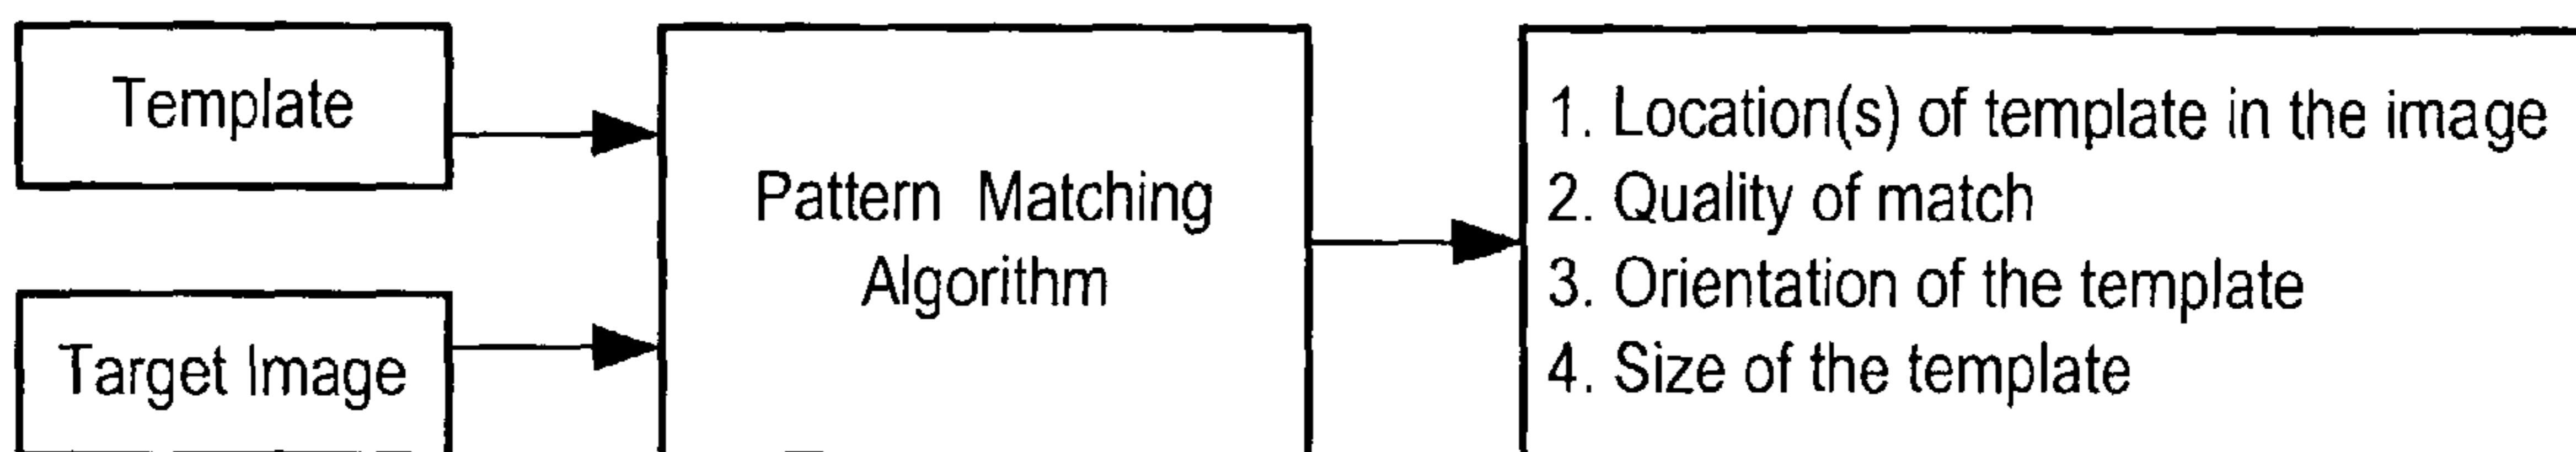 Template
Target Image
Pattern Matching
Algorithm
1. Location(s) of template in the image
2. Quality of match
3. Orientation of the template
4. Size of the template